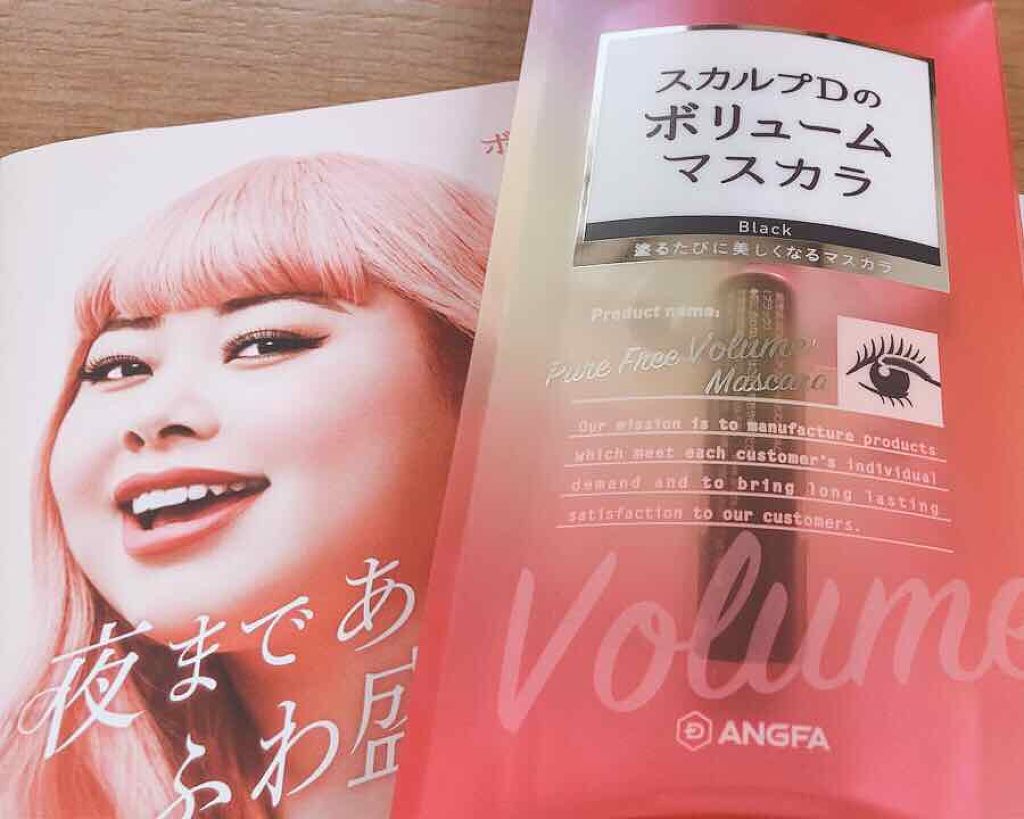 ボ
夜まであ
ふわ盛
スカルプDの
ボリューム
マスカラ
Black
塗るたびに美しくなるマスカラ
Product name:
Pure Free Volume
Mascara
Our mission is to manufacture products
which meet each customer's individual
demand and to bring long lasting
satisfaction to our customers.
Volume
ANGFA